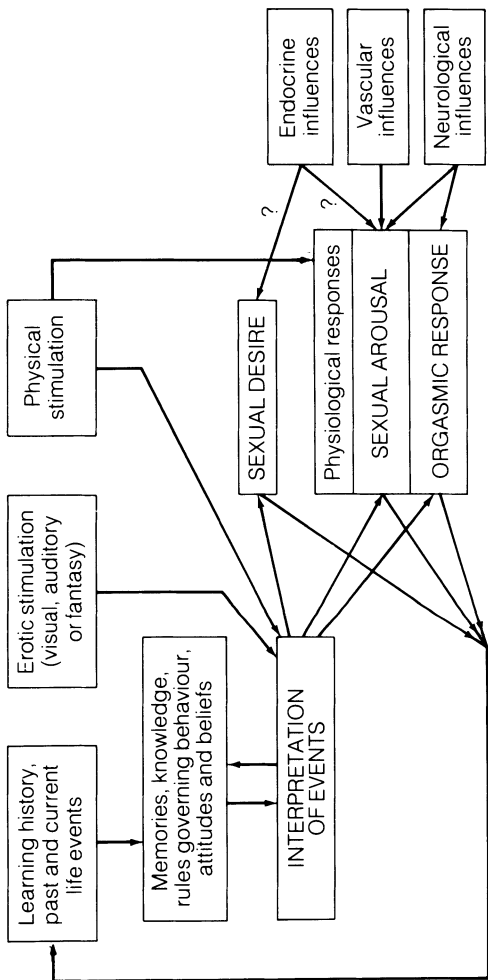 Learning history,
past and current
life events
Erotic stimulation
(visual, auditory
or fantasy)
Physical
stimulation
Memories, knowledge,
rules governing behaviour,
attitudes and beliefs
INTERPRETATION
OF EVENTS
SEXUAL DESIRE
?
?
Endocrine
influences
Physiological responses
SEXUAL AROUSAL
ORGASMIC RESPONSE
Vascular
influences
Neurological
influences